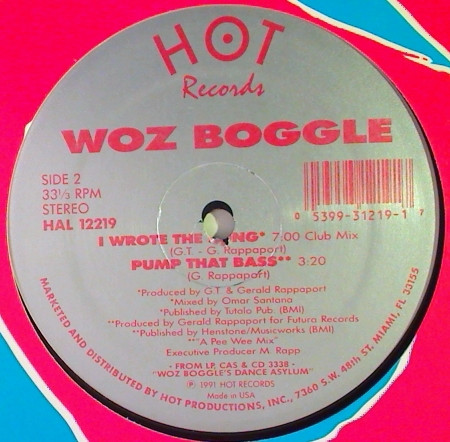 HOT
Records
WOZ BOGGLE
SIDE 2
33⅓ RPM
STEREO
HAL 12219
0 5399-31219-1 7
I WROTE THE * 7:00 Club Mix
(G.T. - G. Rappaport)
PUMP THAT BASS** 3:20
(G. Rappaport)
*Produced by G.T & Gerald Rappaport
*Mixed by Omar Santana
*Published by Tutalo Pub. (BMI)
**Produced by Gerald Rappaport for Futura Records
**Published by Henstone/Musicworks (BMI)
**"A Pee Wee Mix"
Executive Producer M. Rapp
• FROM LP, CAS & CD 3338 •
"WOZ BOGGLE'S DANCE ASYLUM"
℗ 1991 HOT RECORDS
Made in USA
MARKETED AND DISTRIBUTED BY HOT PRODUCTIONS, INC., 7360 S.W. 48th ST, MIAMI, FL 33155